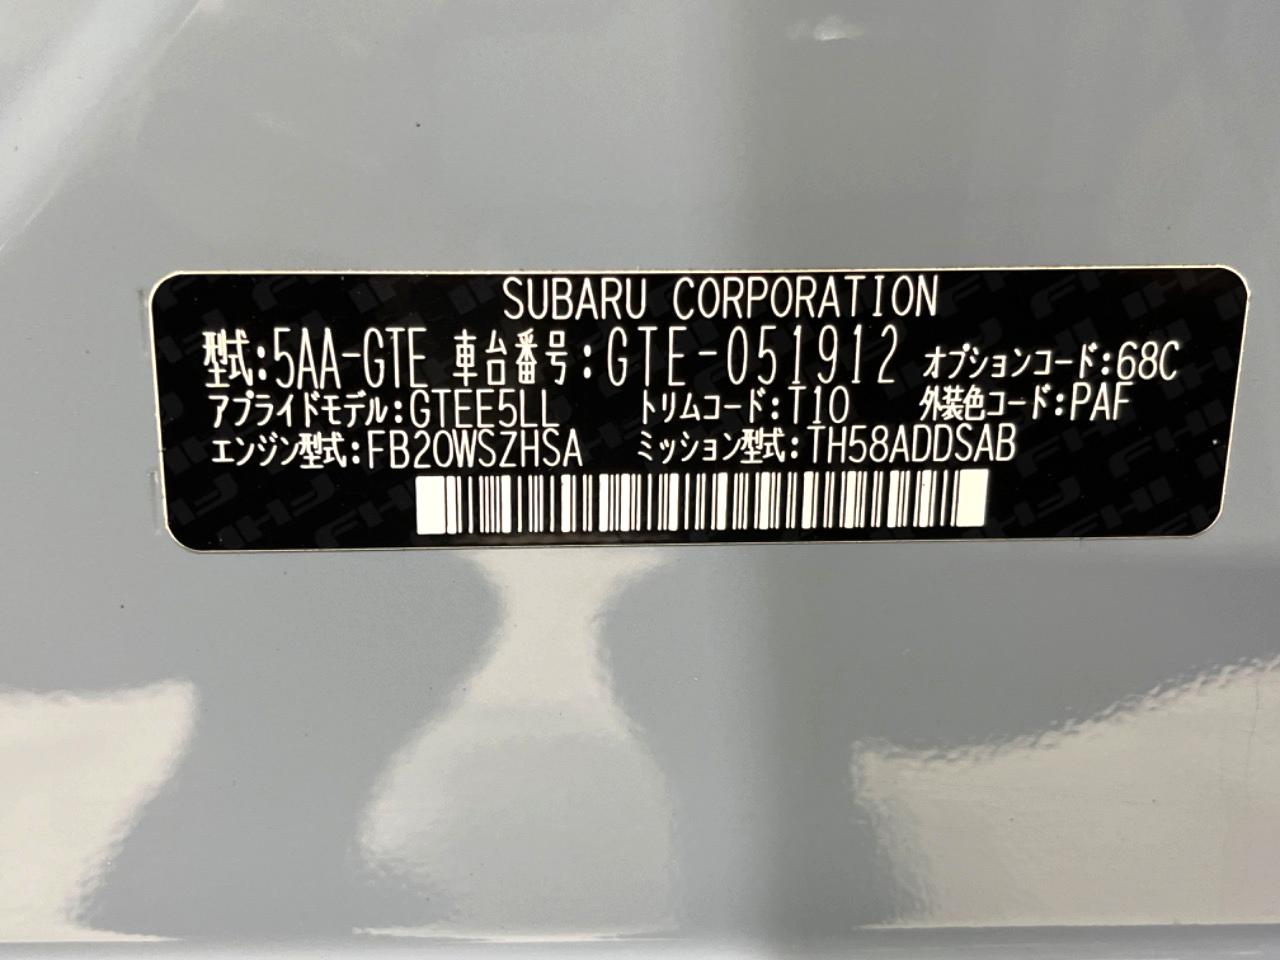 SUBARU CORPORATION
型式:5AA-GTE 車台番号:GTE-051912 オプションコード:68C
アプライドモデル:GTEE5LL トリムコード:T10 外装色コード:PAF
エンジン型式:FB20WSZHSA ミッション型式:TH58ADDSAB